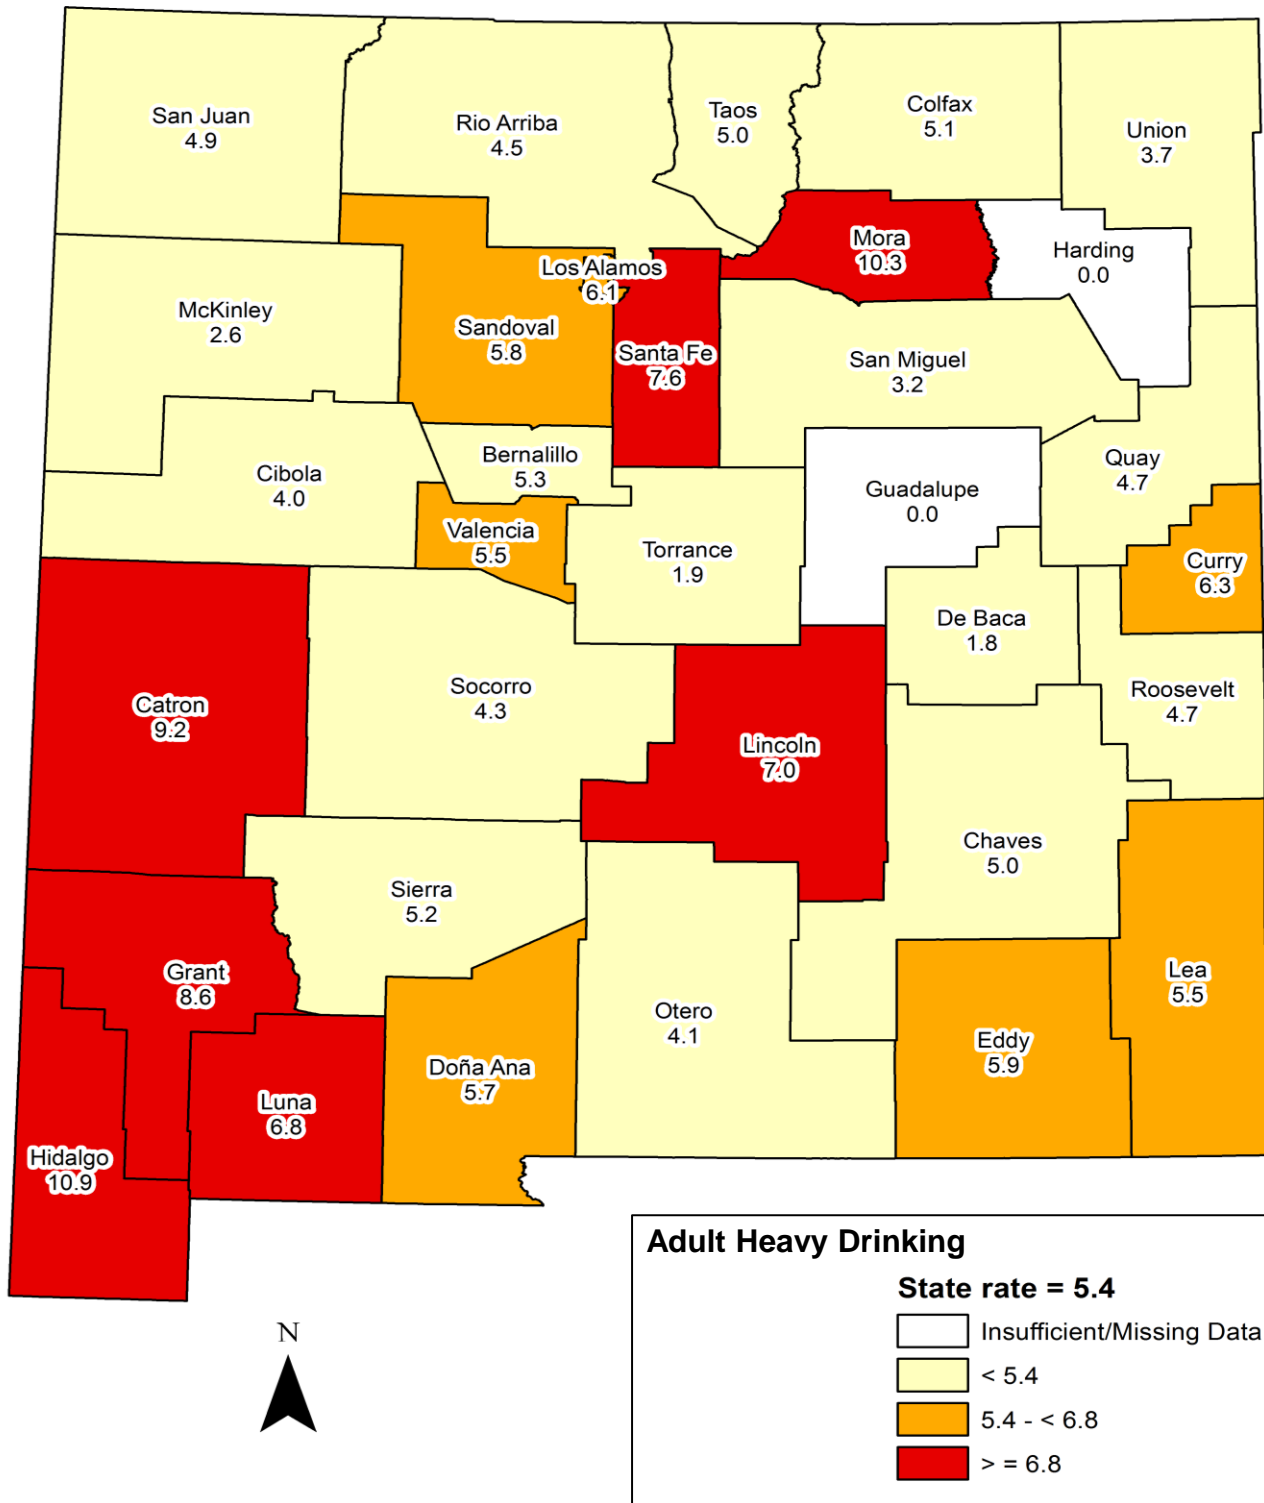 San Juan
4.9
Rio Arriba
4.5
Taos
5.0
Colfax
5.1
Union
3.7
Mora
10.3
Harding
0.0
Los Alamos
6.1
McKinley
2.6
Sandoval
5.8
Santa Fe
7.6
San Miguel
3.2
Cibola
4.0
Bernalillo
5.3
Quay
4.7
Guadalupe
0.0
Valencia
5.5
Torrance
1.9
Curry
6.3
De Baca
1.8
Catron
9.2
Socorro
4.3
Roosevelt
4.7
Lincoln
7.0
Chaves
5.0
Sierra
5.2
Grant
8.6
Lea
5.5
Otero
4.1
Eddy
5.9
Doña Ana
5.7
Luna
6.8
Hidalgo
10.9
N
Adult Heavy Drinking
State rate = 5.4
Insufficient/Missing Data
< 5.4
5.4 - < 6.8
> = 6.8